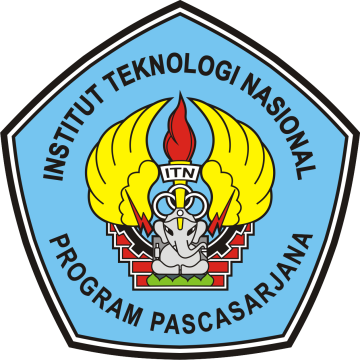 INSTITUT TEKNOLOGI NASIONAL
ITN
PROGRAM PASCASARJANA